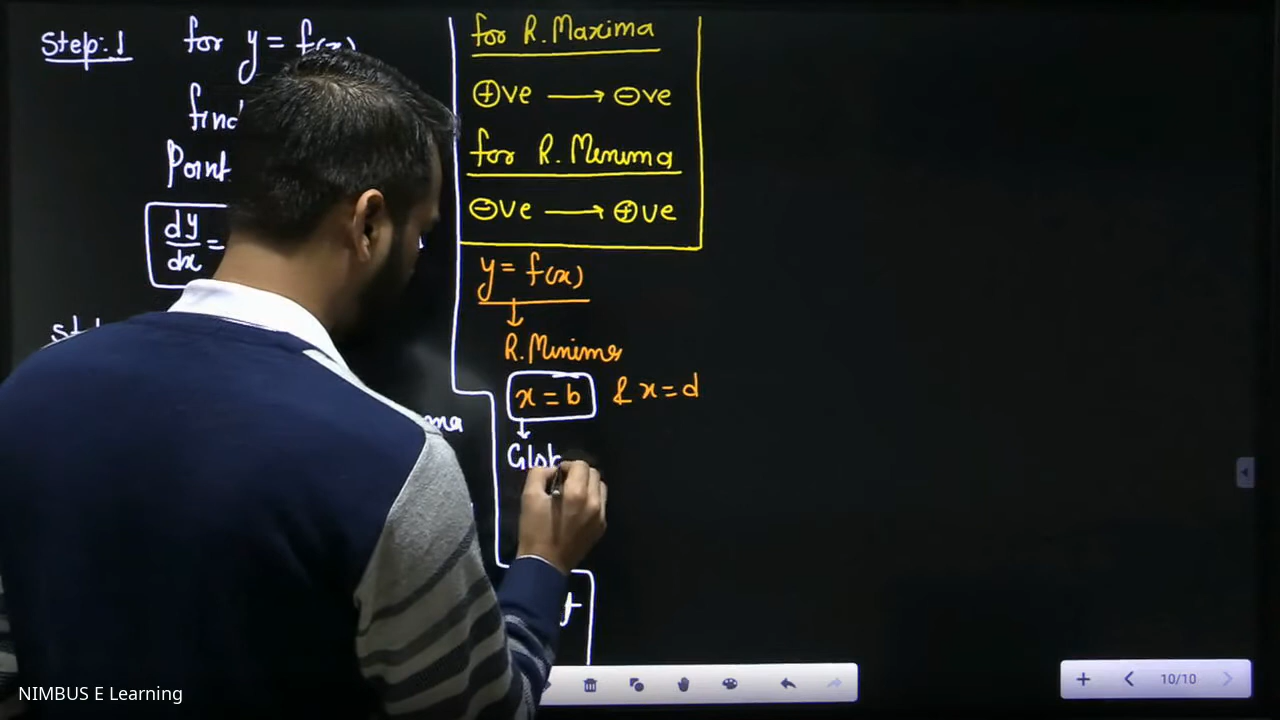 Step:1 for y = f(x)
find
Point
dy/dx =
for R.Maxima
⊕ve → ⊖ve
for R. Minima
⊖ve → ⊕ve
y = f(x)
↓
R.Minima
x = b & x = d
↓
Glob
10/10
NIMBUS E Learning